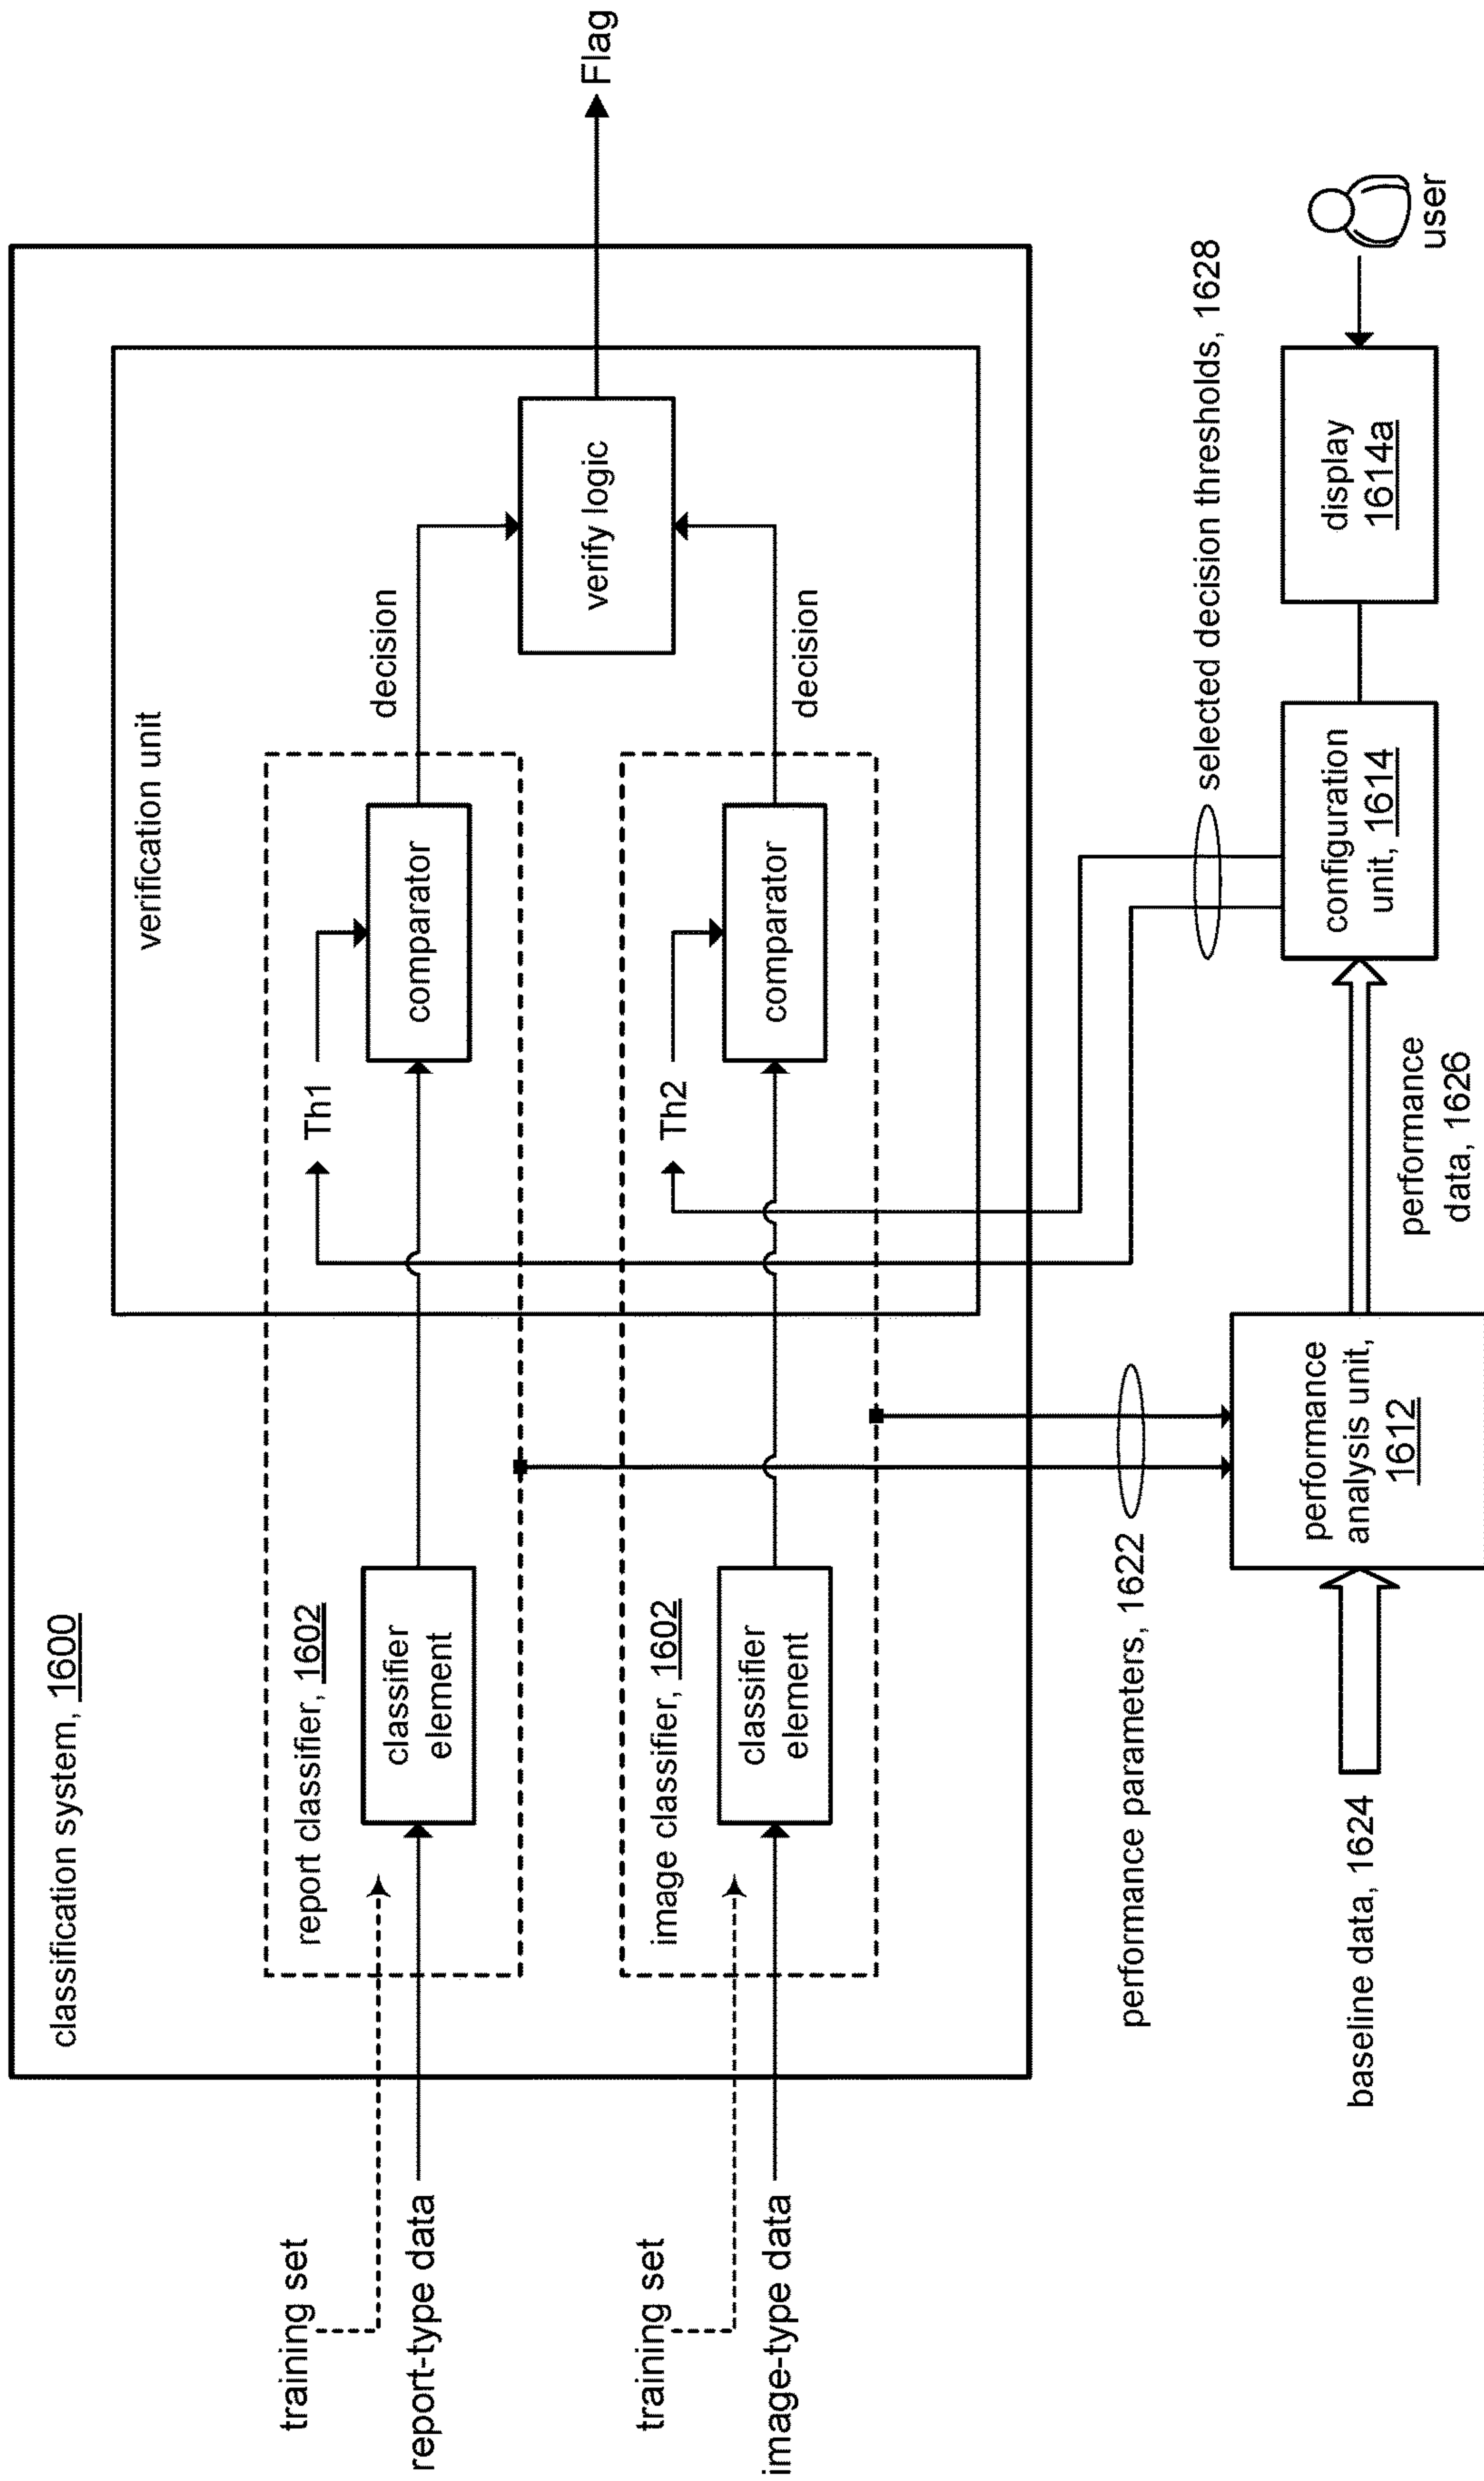 classification system, 1600
verification unit
training set
report-type data
report classifier, 1602
classifier
element
Th1
comparator
decision
verify logic
Flag
training set
image-type data
image classifier, 1602
classifier
element
Th2
comparator
decision
performance parameters, 1622
selected decision thresholds, 1628
baseline data, 1624
performance
analysis unit,
1612
performance
data, 1626
configuration
unit, 1614
display
1614a
user